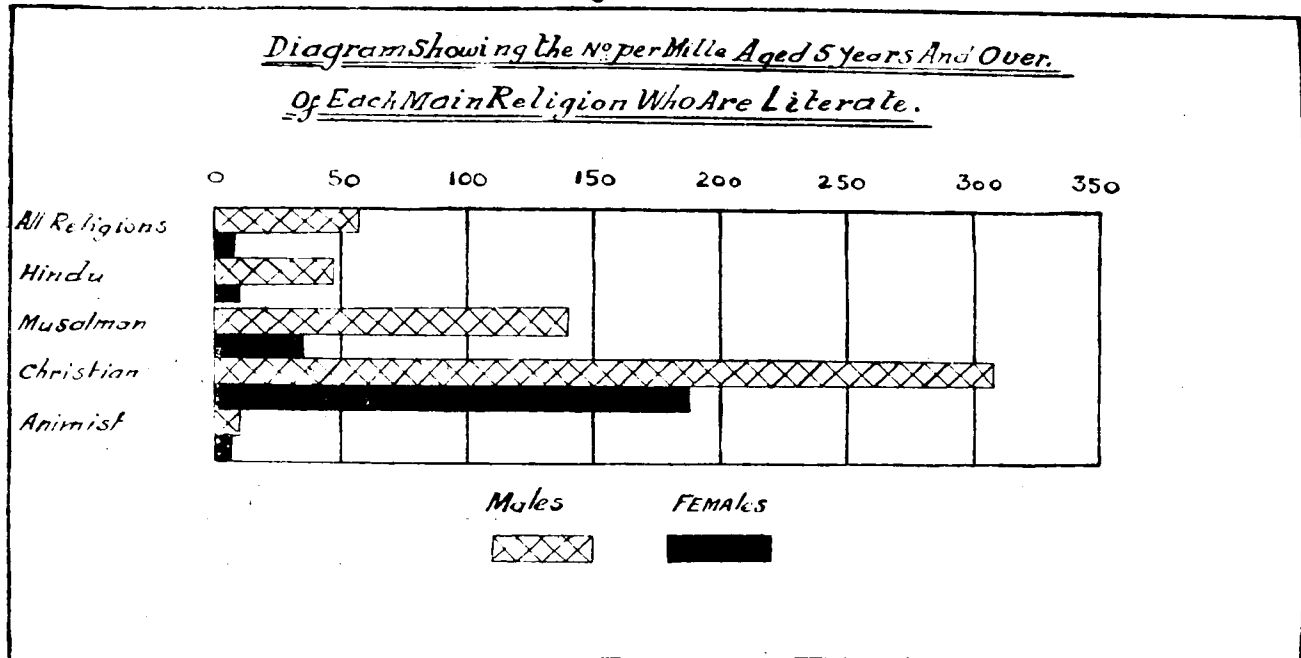 Diagram Showing the No per Mille Aged 5 Years And Over.
Of Each Main Religion Who Are Literate.
0 50 100 150 200 250 300 350
All Religions
Hindu
Musalman
Christian
Animist
Males FEMAles